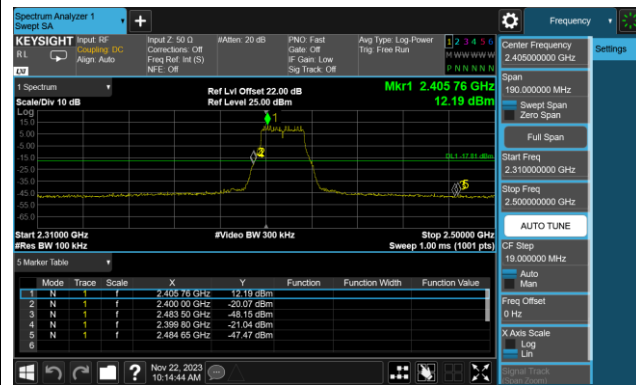 Spectrum Analyzer 1
Swept SA
Frequency
KEYSIGHT
Input: RF
Input Z: 50 Ω
#Atten: 20 dB
PNO: Fast
Avg Type: Log-Power
1 2 3 4 5 6
RL
Coupling: DC
Corrections: Off
Gate: Off
Trig: Free Run
M W W W W W
Align: Auto
Freq Ref: Int (S)
IF Gain: Low
NFE: Off
Sig Track: Off
P N N N N N
LXI
1 Spectrum
Ref Lvl Offset 22.00 dB
Mkr1 2.405 76 GHz
Scale/Div 10 dB
Ref Level 25.00 dBm
12.19 dBm
Log
15.0
5.00
-5.00
-15.0
-25.0
-35.0
-45.0
-55.0
-65.0
1
DL1 -17.81 dBm
Start 2.31000 GHz
#Video BW 300 kHz
Stop 2.50000 GHz
#Res BW 100 kHz
Sweep 1.00 ms (1001 pts)
5 Marker Table
Mode Trace Scale X Y Function Function Width Function Value
1 N 1 f 2.405 76 GHz 12.19 dBm
2 N 1 f 2.400 00 GHz -20.07 dBm
3 N 1 f 2.483 50 GHz -48.15 dBm
4 N 1 f 2.399 80 GHz -21.04 dBm
5 N 1 f 2.484 65 GHz -47.47 dBm
6
Nov 22, 2023
10:14:44 AM
Center Frequency
2.405000000 GHz
Settings
Span
190.000000 MHz
Swept Span
Zero Span
Full Span
Start Freq
2.310000000 GHz
Stop Freq
2.500000000 GHz
AUTO TUNE
CF Step
19.000000 MHz
Auto
Man
Freq Offset
0 Hz
X Axis Scale
Log
Lin
Signal Track
(Span Zoom)